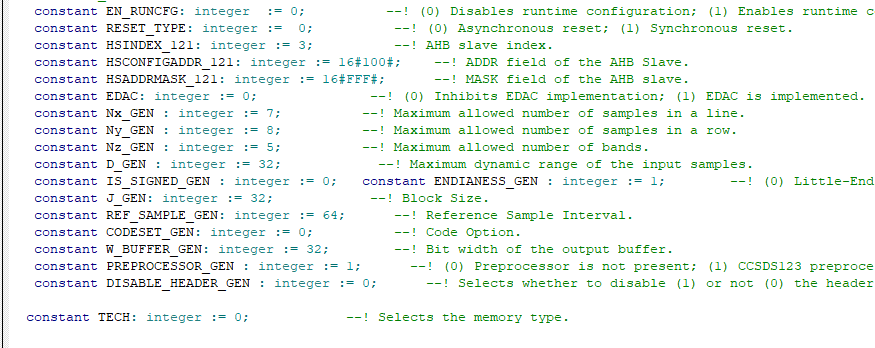 constant EN_RUNCFG: integer := 0; --! (0) Disables runtime configuration; (1) Enables runtime c
constant RESET_TYPE: integer := 0; --! (0) Asynchronous reset; (1) Synchronous reset.
constant HSINDEX_121: integer := 3; --! AHB slave index.
constant HSCONFIGADDR_121: integer := 16#100#; --! ADDR field of the AHB Slave.
constant HSADDRMASK_121: integer := 16#FFF#; --! MASK field of the AHB Slave.
constant EDAC: integer := 0; --! (0) Inhibits EDAC implementation; (1) EDAC is implemented.
constant Nx_GEN : integer := 7; --! Maximum allowed number of samples in a line.
constant Ny_GEN : integer := 8; --! Maximum allowed number of samples in a row.
constant Nz_GEN : integer := 5; --! Maximum allowed number of bands.
constant D_GEN : integer := 32; --! Maximum dynamic range of the input samples.
constant IS_SIGNED_GEN : integer := 0; constant ENDIANESS_GEN : integer := 1; --! (0) Little-End
constant J_GEN: integer := 32; --! Block Size.
constant REF_SAMPLE_GEN: integer := 64; --! Reference Sample Interval.
constant CODESET_GEN: integer := 0; --! Code Option.
constant W_BUFFER_GEN: integer := 32; --! Bit width of the output buffer.
constant PREPROCESSOR_GEN : integer := 1; --! (0) Preprocessor is not present; (1) CCSDS123 preproce
constant DISABLE_HEADER_GEN : integer := 0; --! Selects whether to disable (1) or not (0) the header
constant TECH: integer := 0; --! Selects the memory type.